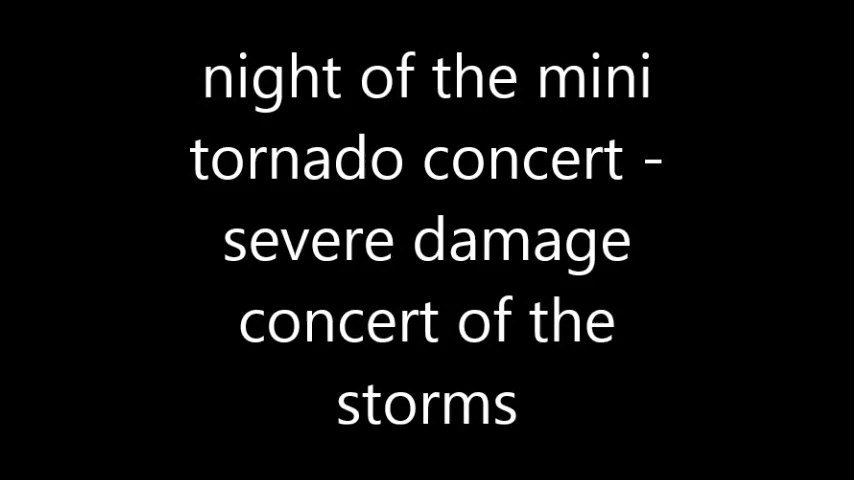 night of the mini
tornado concert -
severe damage
concert of the
storms